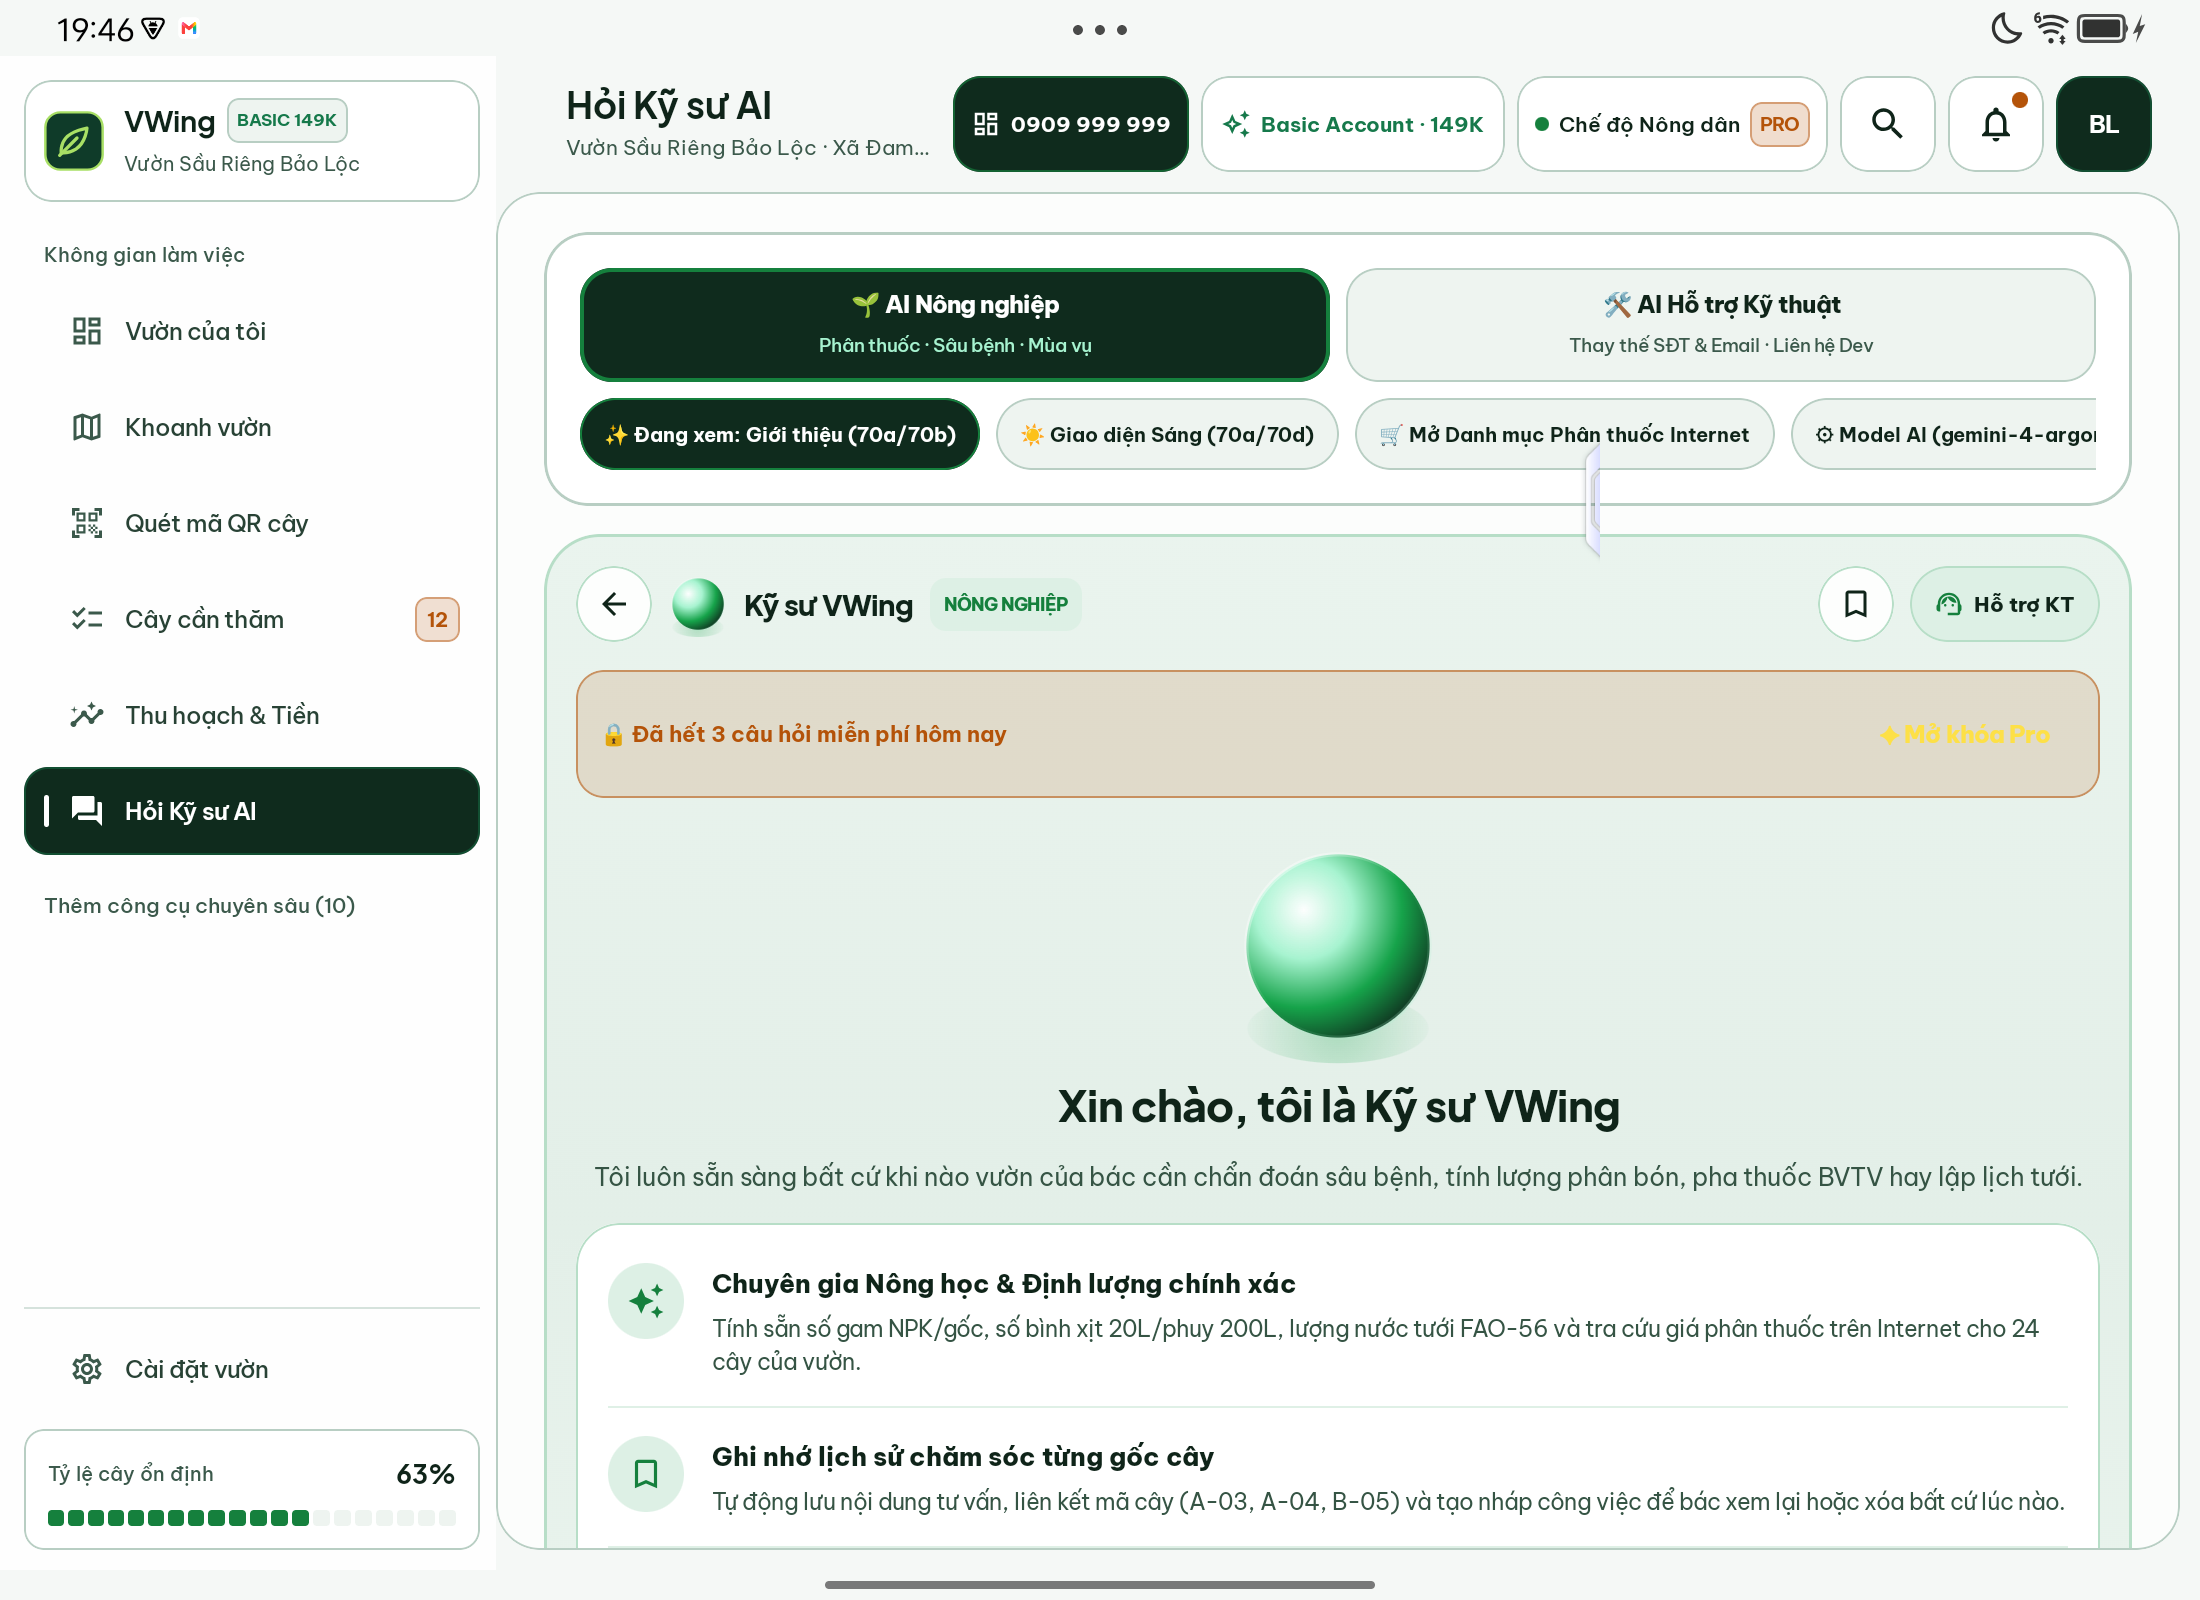 19:46
VWing BASIC 149K
Vườn Sầu Riêng Bảo Lộc
Không gian làm việc
Vườn của tôi
Khoanh vườn
Quét mã QR cây
Cây cần thăm 12
Thu hoạch & Tiền
Hỏi Kỹ sư AI
Thêm công cụ chuyên sâu (10)
Cài đặt vườn
Tỷ lệ cây ổn định 63%
Hỏi Kỹ sư AI
Vườn Sầu Riêng Bảo Lộc · Xã Đam...
0909 999 999
Basic Account · 149K
Chế độ Nông dân PRO
BL
🌱 AI Nông nghiệp
Phân thuốc · Sâu bệnh · Mùa vụ
🛠️ AI Hỗ trợ Kỹ thuật
Thay thế SĐT & Email · Liên hệ Dev
✨ Đang xem: Giới thiệu (70a/70b)
☀️ Giao diện Sáng (70a/70d)
🛒 Mở Danh mục Phân thuốc Internet
⚙ Model AI (gemini-4-argon
Kỹ sư VWing NÔNG NGHIỆP
Hỗ trợ KT
🔒 Đã hết 3 câu hỏi miễn phí hôm nay
✦ Mở khóa Pro
Xin chào, tôi là Kỹ sư VWing
Tôi luôn sẵn sàng bất cứ khi nào vườn của bác cần chẩn đoán sâu bệnh, tính lượng phân bón, pha thuốc BVTV hay lập lịch tưới.
Chuyên gia Nông học & Định lượng chính xác
Tính sẵn số gam NPK/gốc, số bình xịt 20L/phuy 200L, lượng nước tưới FAO-56 và tra cứu giá phân thuốc trên Internet cho 24
cây của vườn.
Ghi nhớ lịch sử chăm sóc từng gốc cây
Tự động lưu nội dung tư vấn, liên kết mã cây (A-03, A-04, B-05) và tạo nháp công việc để bác xem lại hoặc xóa bất cứ lúc nào.